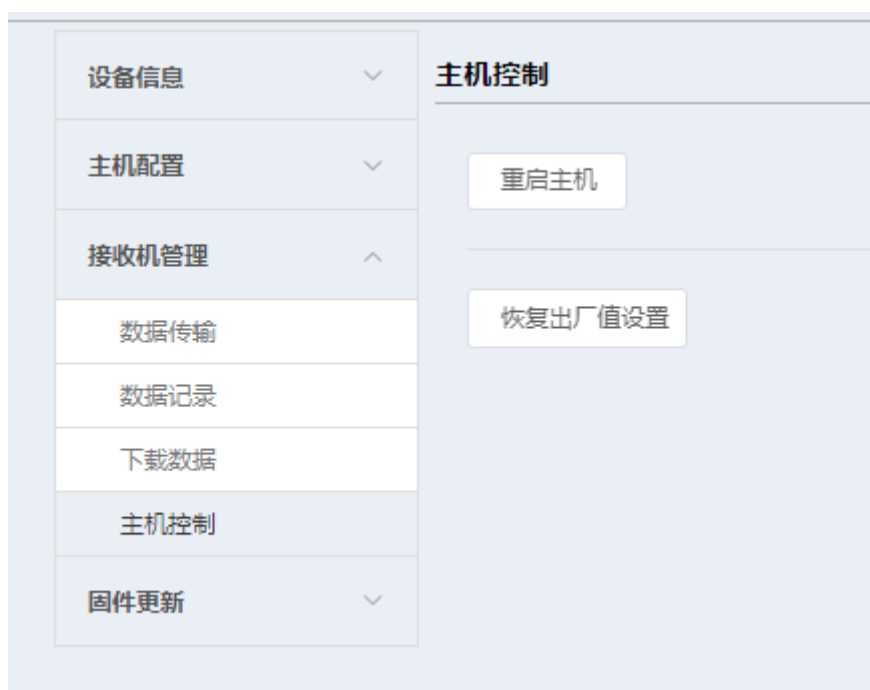 设备信息
主机配置
接收机管理
数据传输
数据记录
下载数据
主机控制
固件更新
主机控制
重启主机
恢复出厂值设置